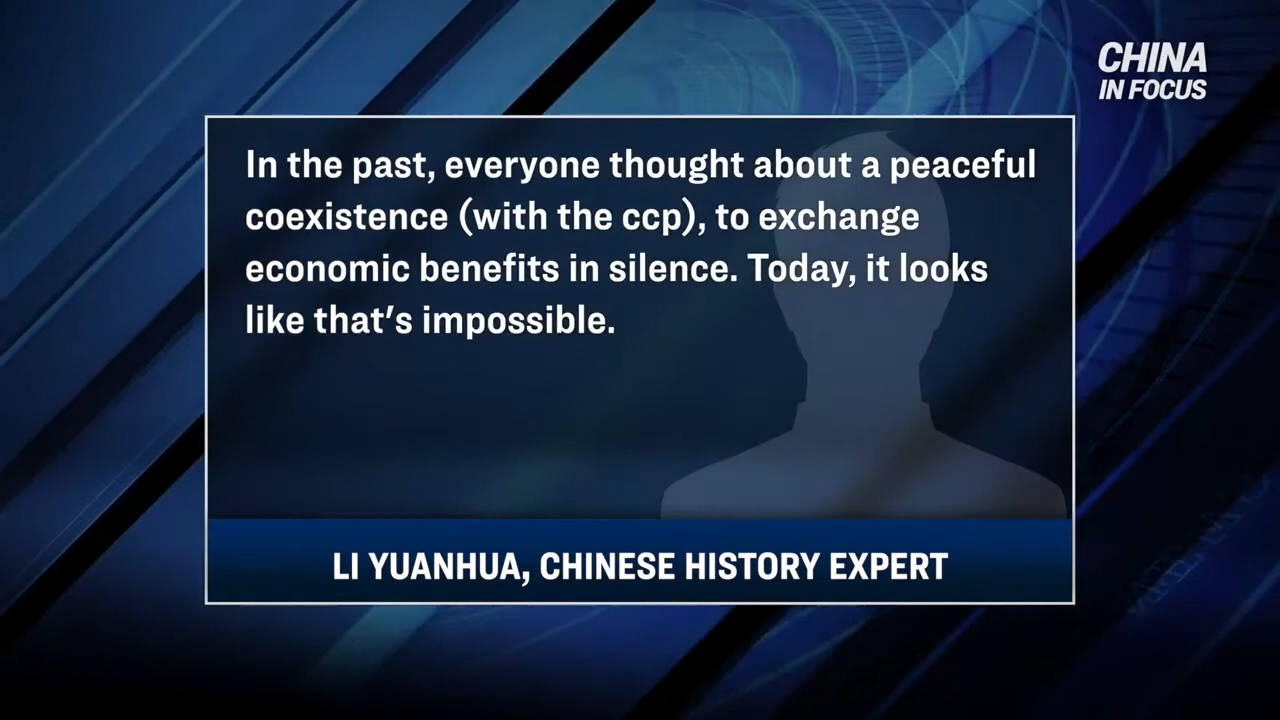 CHINA
IN FOCUS
In the past, everyone thought about a peaceful
coexistence (with the ccp), to exchange
economic benefits in silence. Today, it looks
like that's impossible.
LI YUANHUA, CHINESE HISTORY EXPERT